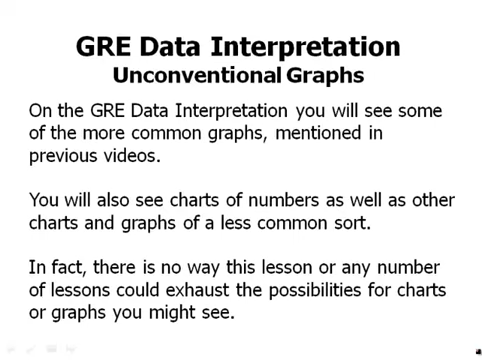 GRE Data Interpretation
Unconventional Graphs
On the GRE Data Interpretation you will see some
of the more common graphs, mentioned in
previous videos.
You will also see charts of numbers as well as other
charts and graphs of a less common sort.
In fact, there is no way this lesson or any number
of lessons could exhaust the possibilities for charts
or graphs you might see.